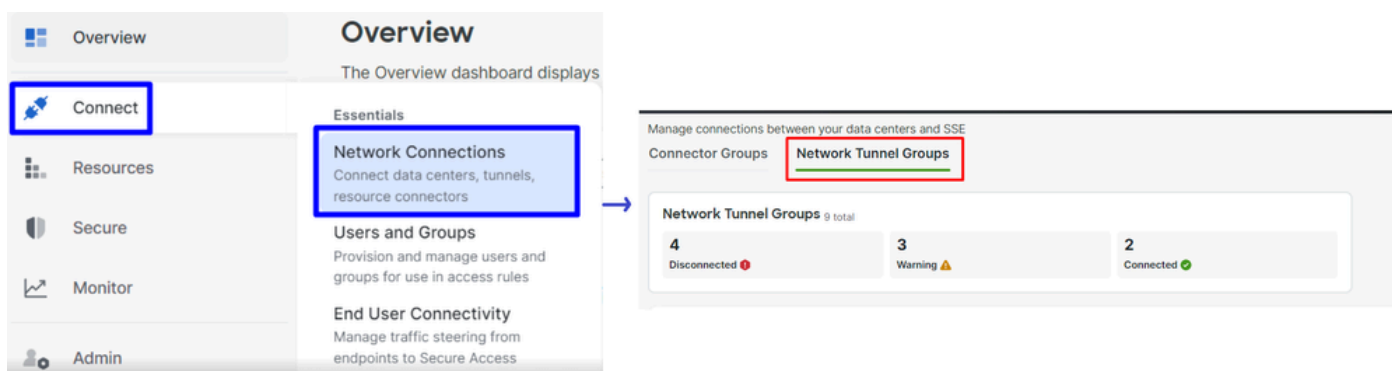 Overview
Connect
Resources
Secure
Monitor
Admin
Overview
The Overview dashboard displays
Essentials
Network Connections
Connect data centers, tunnels,
resource connectors
Users and Groups
Provision and manage users and
groups for use in access rules
End User Connectivity
Manage traffic steering from
endpoints to Secure Access
Manage connections between your data centers and SSE
Connector Groups Network Tunnel Groups
Network Tunnel Groups 9 total
4 3 2
Disconnected Warning Connected